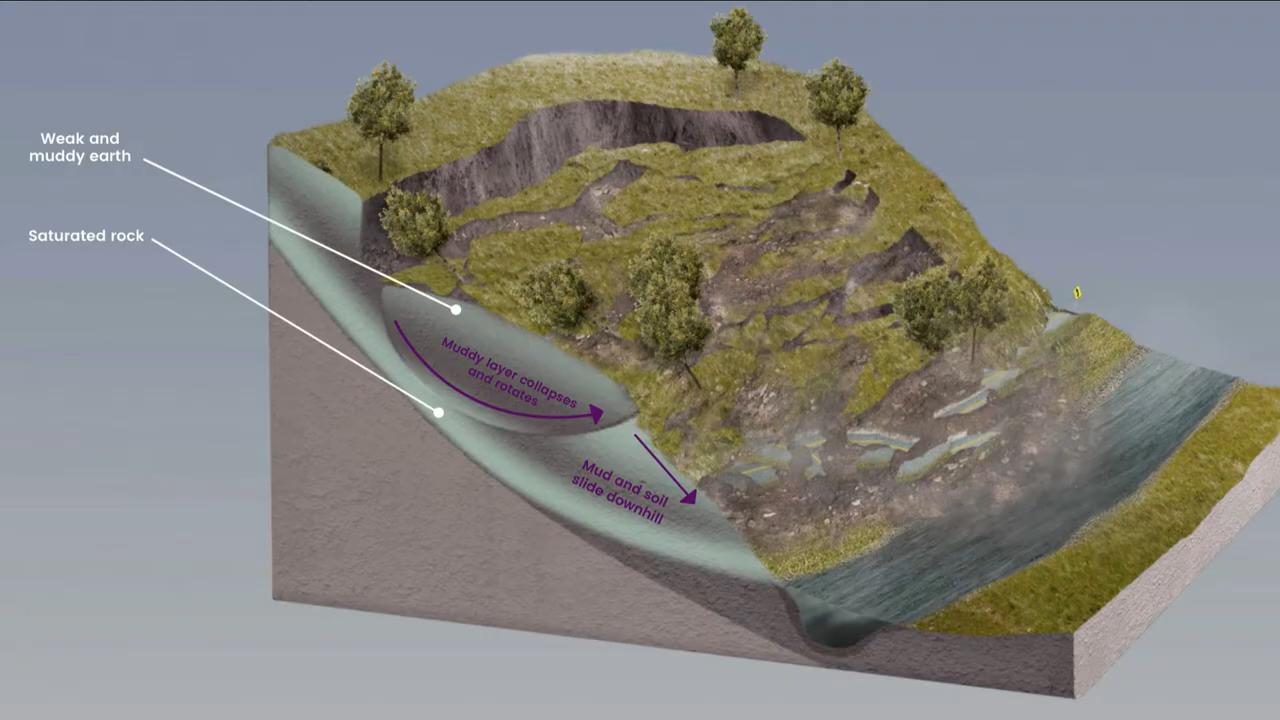 Weak and
muddy earth
Saturated rock
Muddy layer collapses
and rotates
Mud and soil
slide downhill